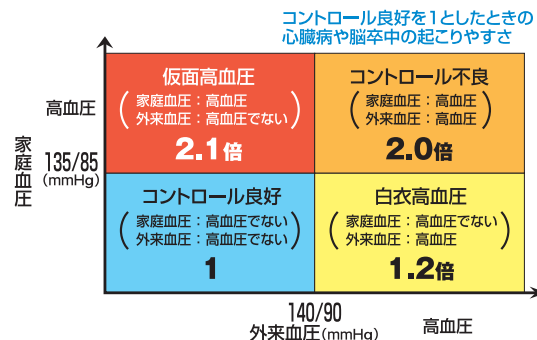 コントロール良好を1としたときの
心臓病や脳卒中の起こりやすさ
仮面高血圧
家庭血圧:高血圧
外来血圧:高血圧でない
2.1倍
コントロール不良
家庭血圧:高血圧
外来血圧:高血圧
2.0倍
高血圧
家庭血圧
135/85
(mmHg)
コントロール良好
家庭血圧:高血圧でない
外来血圧:高血圧でない
1
白衣高血圧
家庭血圧:高血圧でない
外来血圧:高血圧
1.2倍
140/90
外来血圧(mmHg)
高血圧